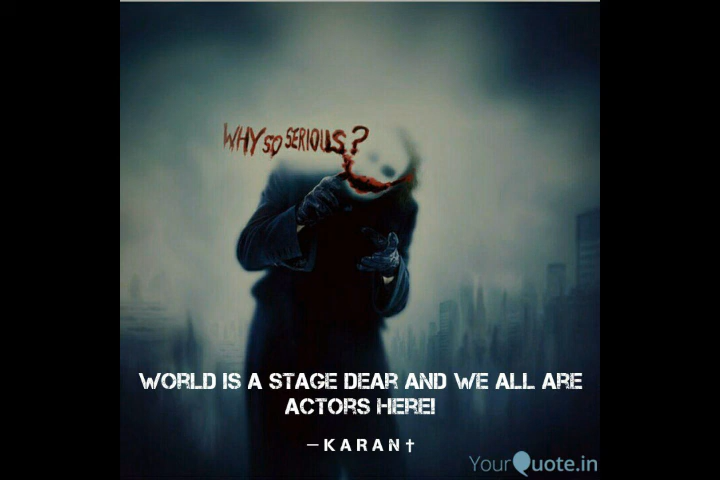 WHY SO SERIOUS?
WORLD IS A STAGE DEAR AND WE ALL ARE
ACTORS HERE!
— KARAN✝
YourQuote.in